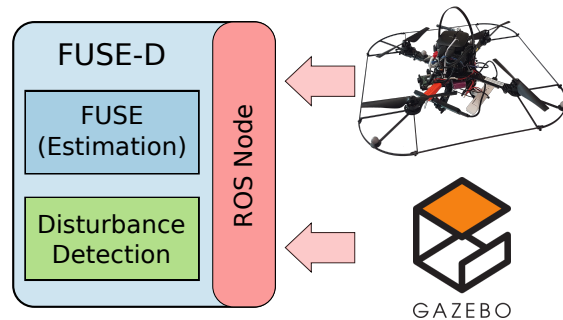 FUSE-D
FUSE
(Estimation)
Disturbance
Detection
ROS Node
GAZEBO